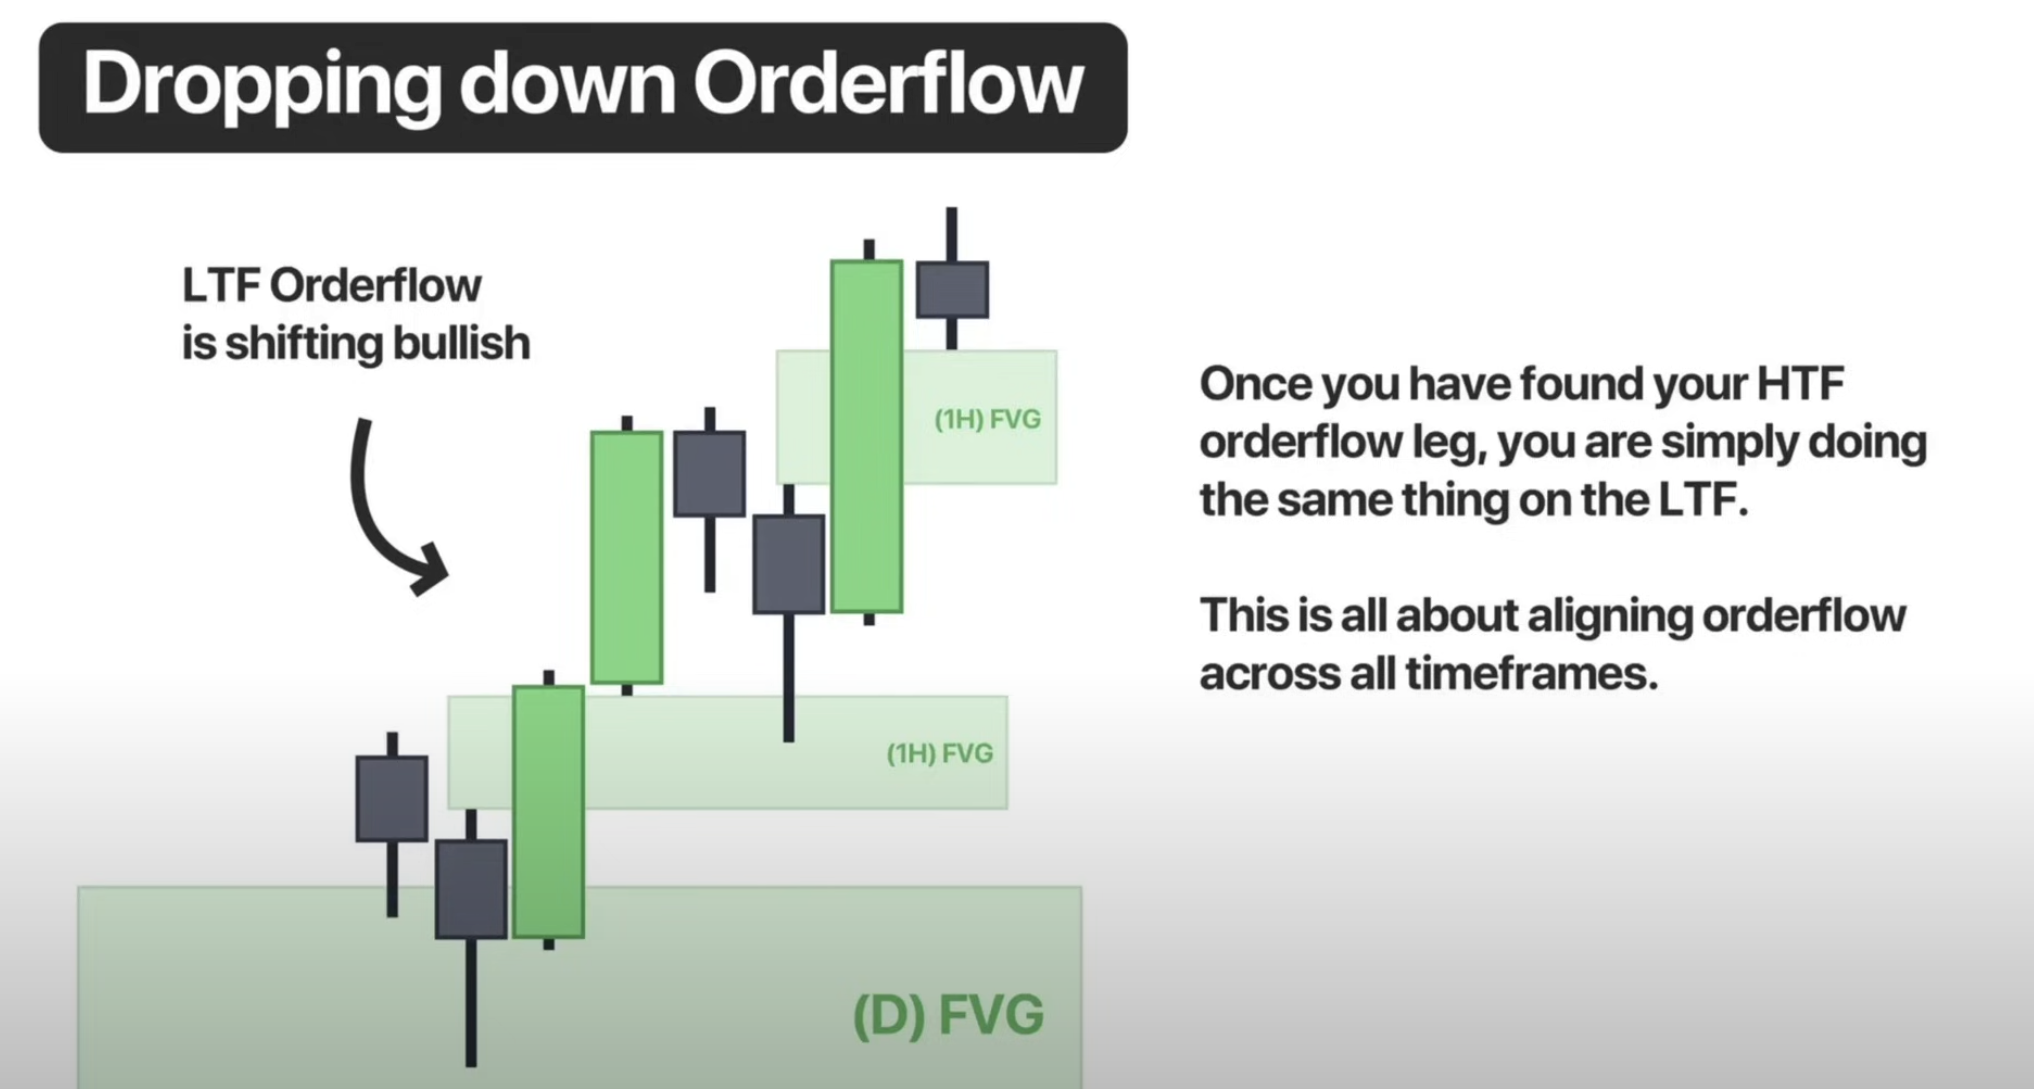 Dropping down Orderflow
LTF Orderflow
is shifting bullish
(1H) FVG
Once you have found your HTF
orderflow leg, you are simply doing
the same thing on the LTF.
This is all about aligning orderflow
across all timeframes.
(1H) FVG
(D) FVG